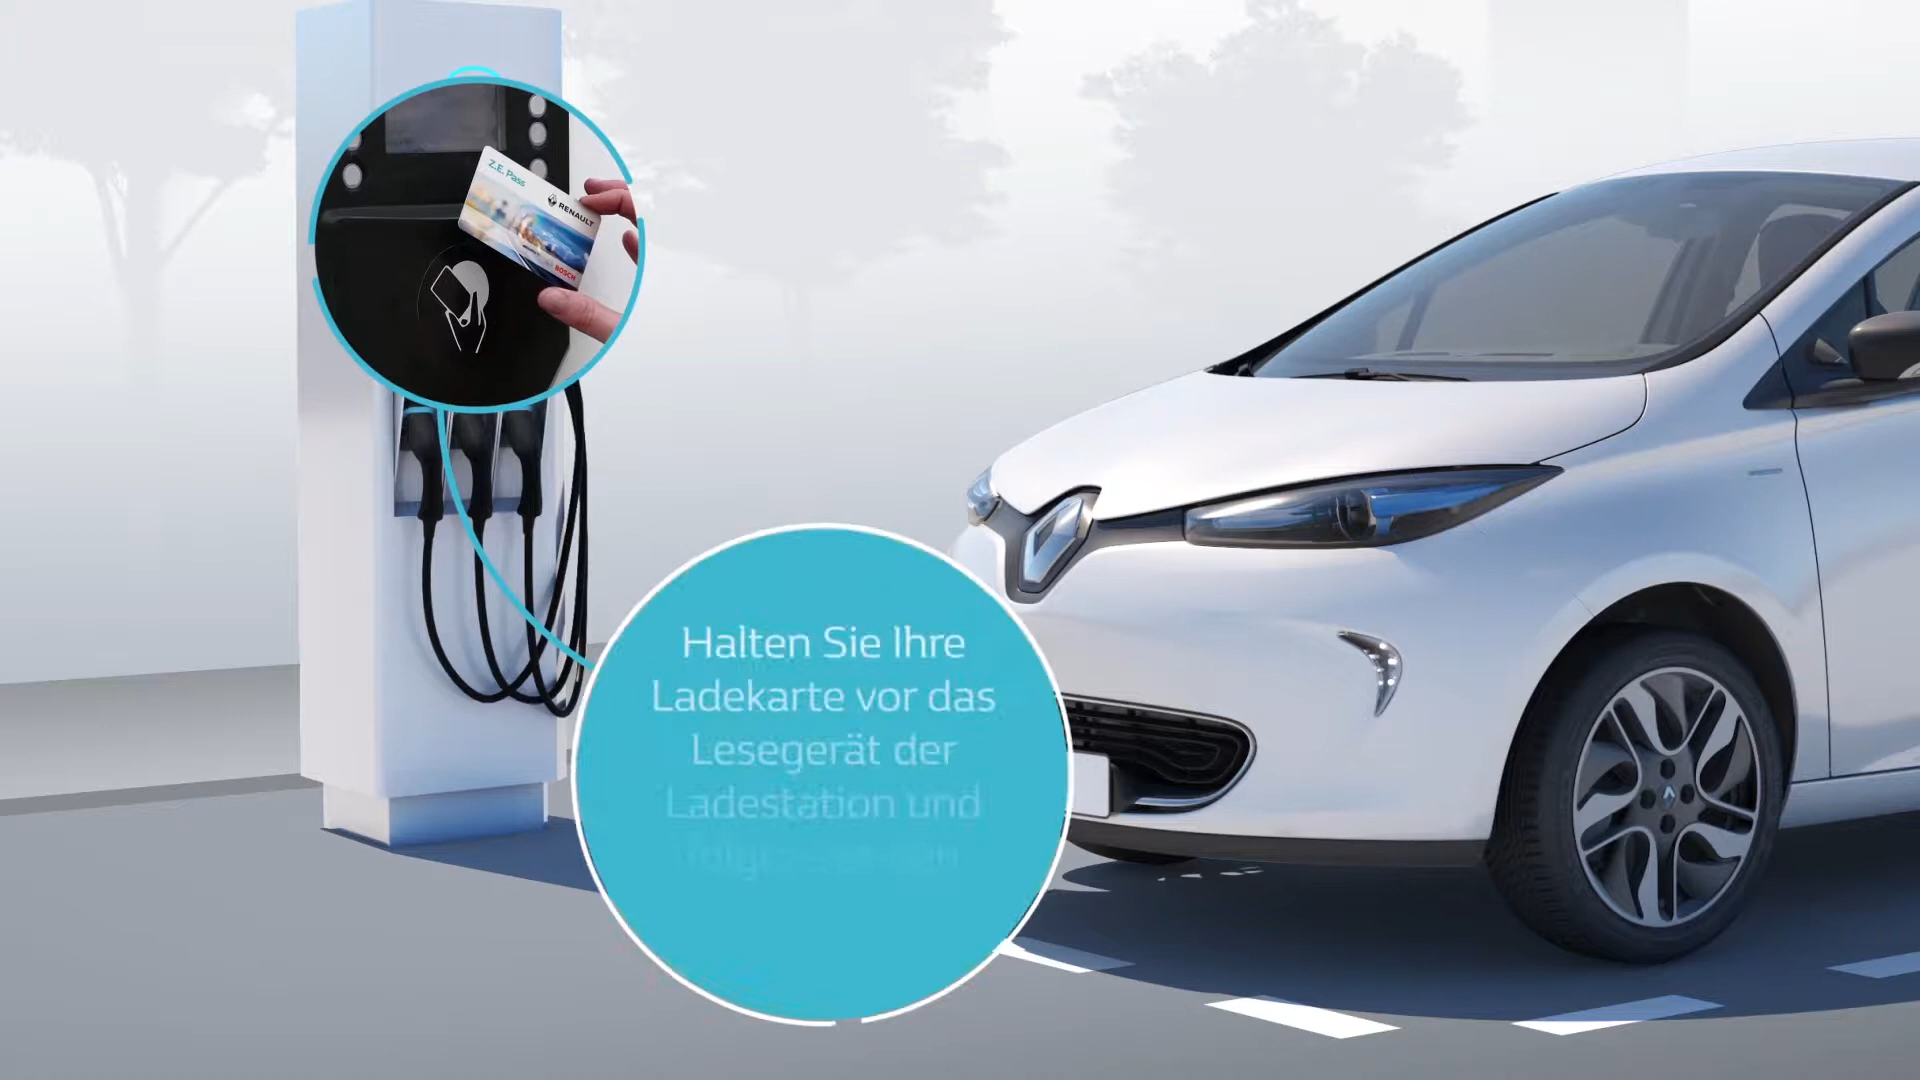 Z.E. Pass
RENAULT
BOSCH
Halten Sie Ihre
Ladekarte vor das
Lesegerät der
Ladestation und